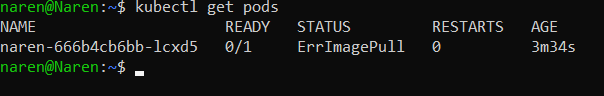 naren@Naren:~$ kubectl get pods
NAME READY STATUS RESTARTS AGE
naren-666b4cb6bb-lcxd5 0/1 ErrImagePull 0 3m34s
naren@Naren:~$